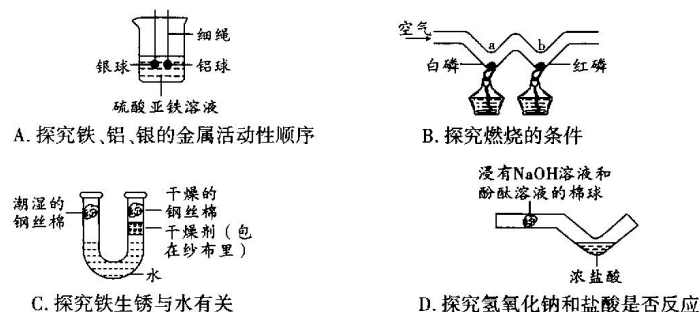 细绳
银球
铝球
硫酸亚铁溶液
A.探究铁、铝、银的金属活动性顺序
空气
a
b
白磷
红磷
B.探究燃烧的条件
潮湿的
钢丝棉
干燥的
钢丝棉
干燥剂（包
在纱布里）
水
C.探究铁生锈与水有关
浸有NaOH溶液和
酚酞溶液的棉球
浓盐酸
D.探究氢氧化钠和盐酸是否反应